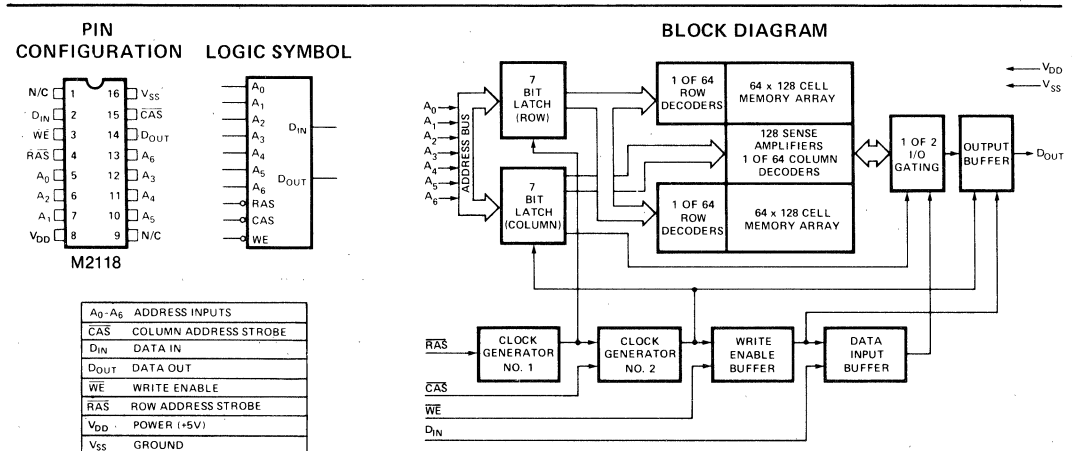 PIN
CONFIGURATION
N/C 1 16 VSS
DIN 2 15 CAS
WE 3 14 DOUT
RAS 4 13 A6
A0 5 12 A3
A2 6 11 A4
A1 7 10 A5
VDD 8 9 N/C
M2118
LOGIC SYMBOL
A0
A1
A2
A3
A4
A5
A6
RAS
CAS
WE
DIN
DOUT
A0-A6 ADDRESS INPUTS
CAS COLUMN ADDRESS STROBE
DIN DATA IN
DOUT DATA OUT
WE WRITE ENABLE
RAS ROW ADDRESS STROBE
VDD POWER (+5V)
VSS GROUND
BLOCK DIAGRAM
VDD
VSS
A0
A1
A2
A3
A4
A5
A6
ADDRESS BUS
7
BIT
LATCH
(ROW)
7
BIT
LATCH
(COLUMN)
1 OF 64
ROW
DECODERS
64 x 128 CELL
MEMORY ARRAY
128 SENSE
AMPLIFIERS
1 OF 64 COLUMN
DECODERS
1 OF 64
ROW
DECODERS
64 x 128 CELL
MEMORY ARRAY
1 OF 2
I/O
GATING
OUTPUT
BUFFER
DOUT
RAS
CLOCK
GENERATOR
NO. 1
CLOCK
GENERATOR
NO. 2
WRITE
ENABLE
BUFFER
DATA
INPUT
BUFFER
CAS
WE
DIN